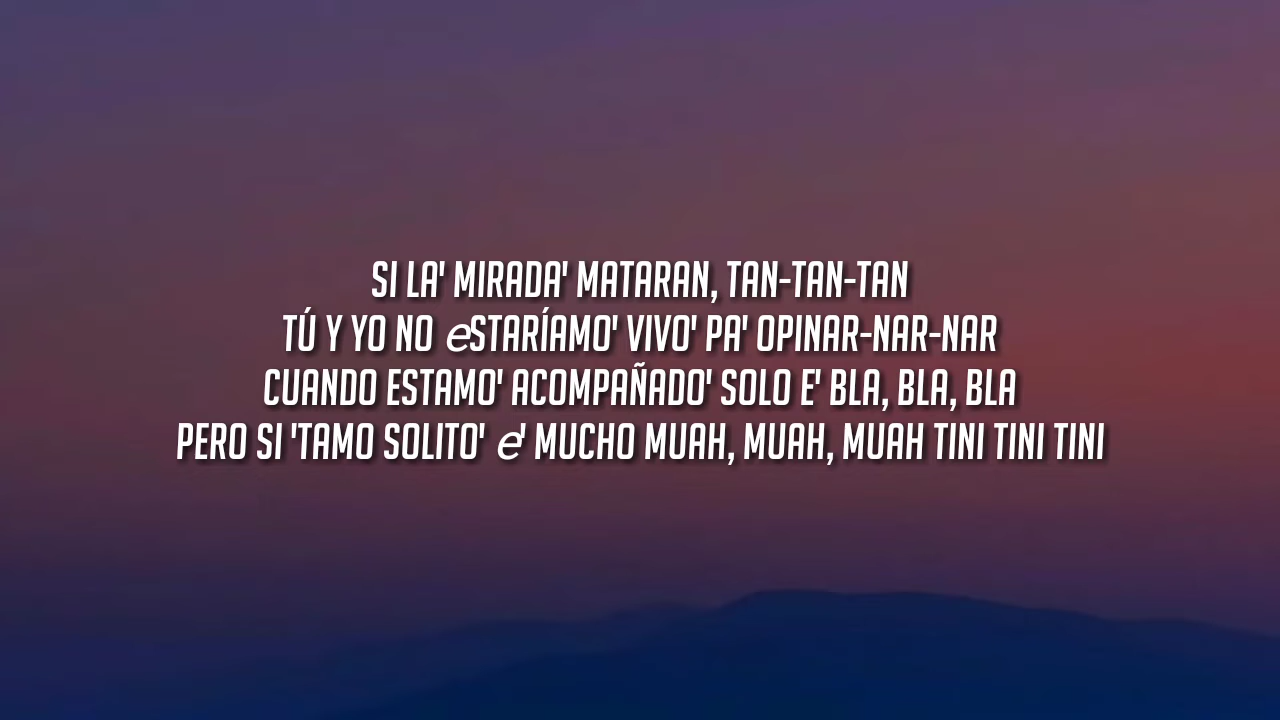 SI LA' MIRADA' MATARAN, TAN-TAN-TAN
TÚ Y YO NO eSTARÍAMO' VIVO' PA' OPINAR-NAR-NAR
CUANDO ESTAMO' ACOMPAÑADO' SOLO E' BLA, BLA, BLA
PERO SI 'TAMO SOLITO' e' MUCHO MUAH, MUAH, MUAH TINI TINI TINI